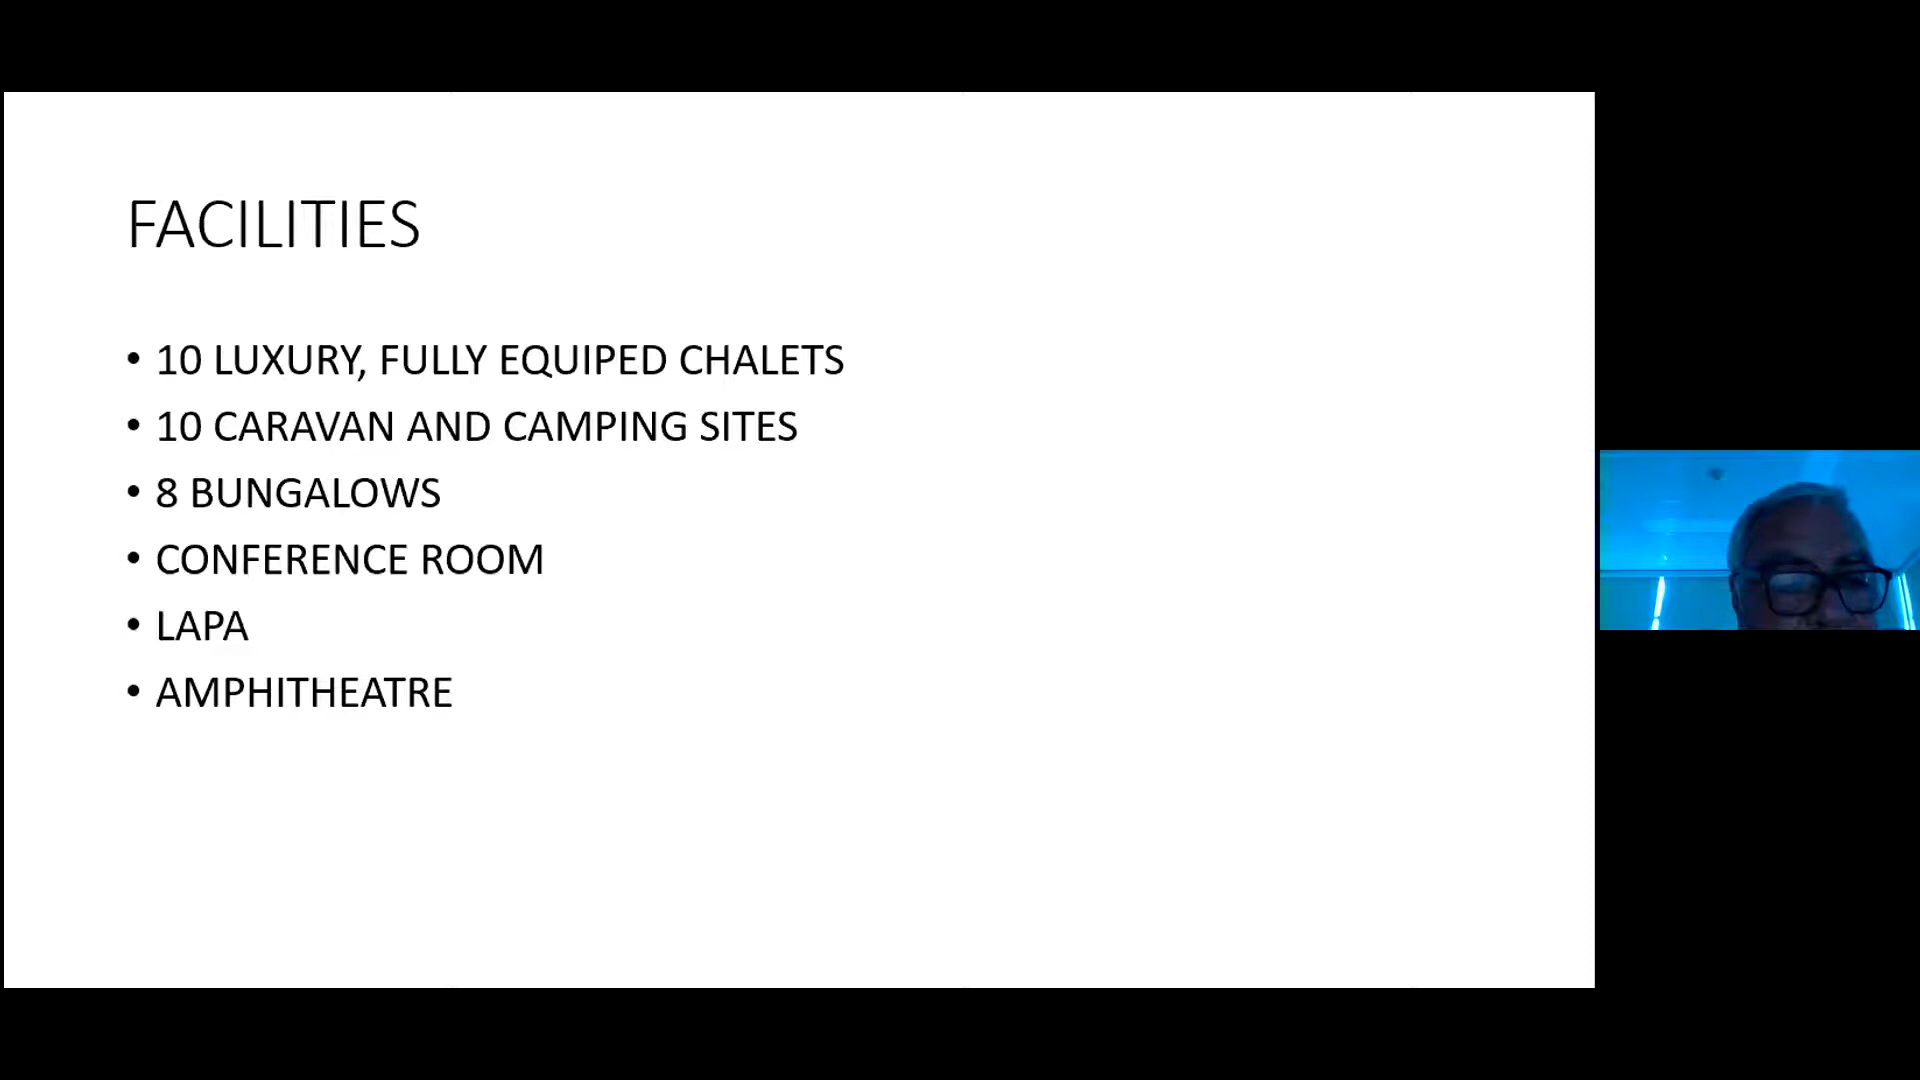 FACILITIES
• 10 LUXURY, FULLY EQUIPED CHALETS
• 10 CARAVAN AND CAMPING SITES
• 8 BUNGALOWS
• CONFERENCE ROOM
• LAPA
• AMPHITHEATRE